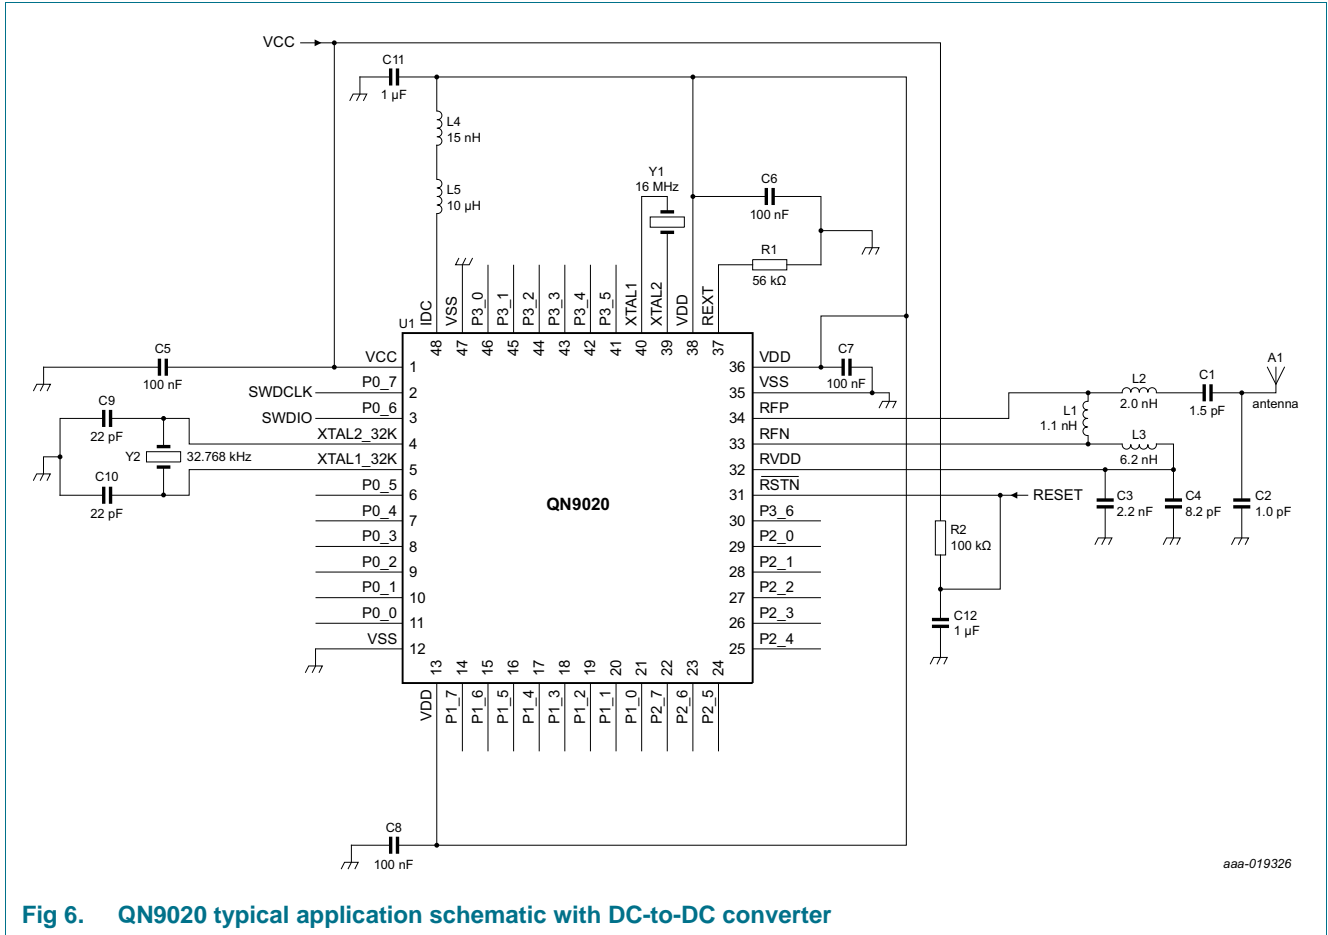 VCC
C11
1 µF
L4
15 nH
L5
10 µH
Y1
16 MHz
C6
100 nF
R1
56 kΩ
U1
IDC
VSS
P3_0
P3_1
P3_2
P3_3
P3_4
P3_5
XTAL1
XTAL2
VDD
REXT
48
47
46
45
44
43
42
41
40
39
38
37
C5
100 nF
VCC
1
SWDCLK
P0_7
2
SWDIO
P0_6
3
C9
22 pF
XTAL2_32K
4
Y2
32.768 kHz
XTAL1_32K
5
C10
22 pF
P0_5
6
P0_4
7
P0_3
8
P0_2
9
P0_1
10
P0_0
11
VSS
12
QN9020
36
VDD
C7
100 nF
35
VSS
34
RFP
33
RFN
32
RVDD
31
RSTN
RESET
30
P3_6
29
P2_0
28
P2_1
27
P2_2
26
P2_3
25
P2_4
L1
1.1 nH
L2
2.0 nH
C1
1.5 pF
A1
antenna
L3
6.2 nH
C3
2.2 nF
C4
8.2 pF
C2
1.0 pF
R2
100 kΩ
C12
1 µF
13
14
15
16
17
18
19
20
21
22
23
24
VDD
P1_7
P1_6
P1_5
P1_4
P1_3
P1_2
P1_1
P1_0
P2_7
P2_6
P2_5
C8
100 nF
aaa-019326
Fig 6. QN9020 typical application schematic with DC-to-DC converter